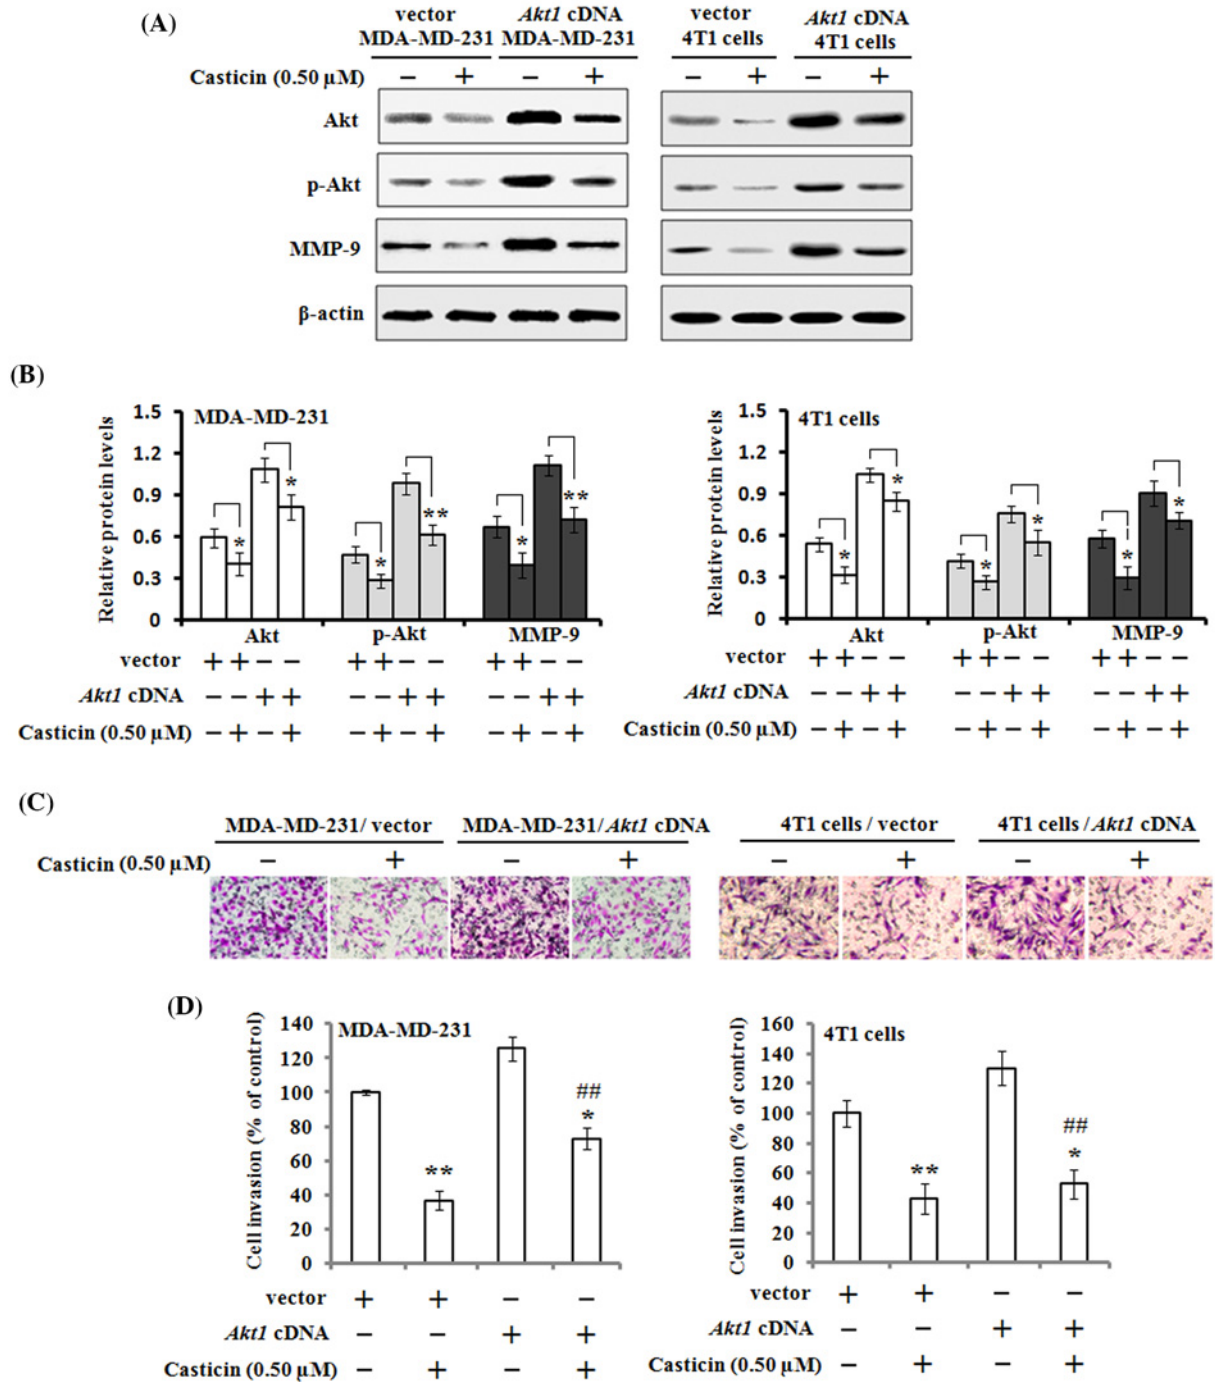 (A)
vector Akt1 cDNA vector Akt1 cDNA
MDA-MD-231 MDA-MD-231 4T1 cells 4T1 cells
Casticin (0.50 µM) − + − + − + − +
Akt
p-Akt
MMP-9
β-actin
(B)
Relative protein levels
1.5
1.2
0.9
0.6
0.3
0
MDA-MD-231
* * * ** * **
Akt p-Akt MMP-9
vector + + − − + + − − + + − −
Akt1 cDNA − − + + − − + + − − + +
Casticin (0.50 µM) − + − + − + − + − + − +
Relative protein levels
1.5
1.2
0.9
0.6
0.3
0
4T1 cells
* * * * * *
Akt p-Akt MMP-9
vector + + − − + + − − + + − −
Akt1 cDNA − − + + − − + + − − + +
Casticin (0.50 µM) − + − + − + − + − + − +
(C)
MDA-MD-231/ vector MDA-MD-231/Akt1 cDNA 4T1 cells / vector 4T1 cells /Akt1 cDNA
Casticin (0.50 µM) − + − + − + − +
(D)
Cell invasion (% of control)
140
120
100
80
60
40
20
0
MDA-MD-231
**
##
*
vector + + − −
Akt1 cDNA − − + +
Casticin (0.50 µM) − + − +
Cell invasion (% of control)
160
140
120
100
80
60
40
20
0
4T1 cells
**
##
*
vector + + − −
Akt1 cDNA − − + +
Casticin (0.50 µM) − + − +